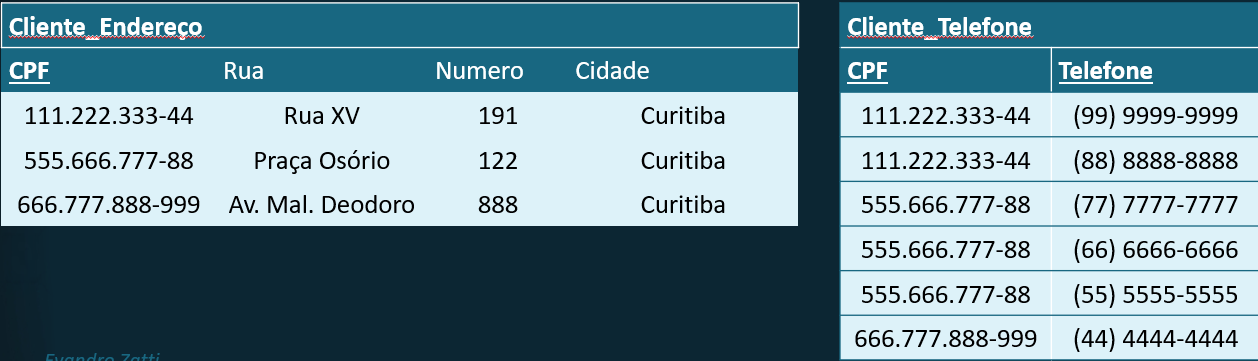 Cliente_Endereço
CPF Rua Numero Cidade
111.222.333-44 Rua XV 191 Curitiba
555.666.777-88 Praça Osório 122 Curitiba
666.777.888-999 Av. Mal. Deodoro 888 Curitiba
Cliente_Telefone
CPF Telefone
111.222.333-44 (99) 9999-9999
111.222.333-44 (88) 8888-8888
555.666.777-88 (77) 7777-7777
555.666.777-88 (66) 6666-6666
555.666.777-88 (55) 5555-5555
666.777.888-999 (44) 4444-4444
Evandro Zatti